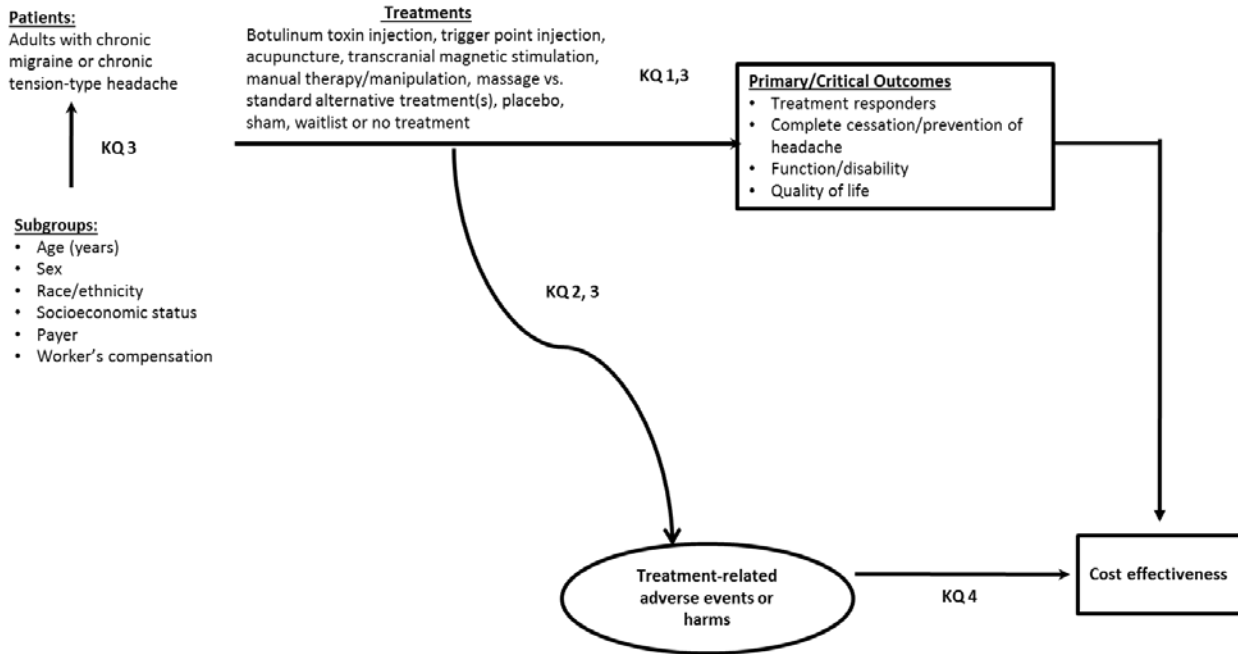 Patients:
Adults with chronic
migraine or chronic
tension-type headache
KQ 3
Subgroups:
• Age (years)
• Sex
• Race/ethnicity
• Socioeconomic status
• Payer
• Worker's compensation
Treatments
Botulinum toxin injection, trigger point injection,
acupuncture, transcranial magnetic stimulation,
manual therapy/manipulation, massage vs.
standard alternative treatment(s), placebo,
sham, waitlist or no treatment
KQ 1,3
Primary/Critical Outcomes
• Treatment responders
• Complete cessation/prevention of
headache
• Function/disability
• Quality of life
KQ 2, 3
Treatment-related
adverse events or
harms
KQ 4
Cost effectiveness